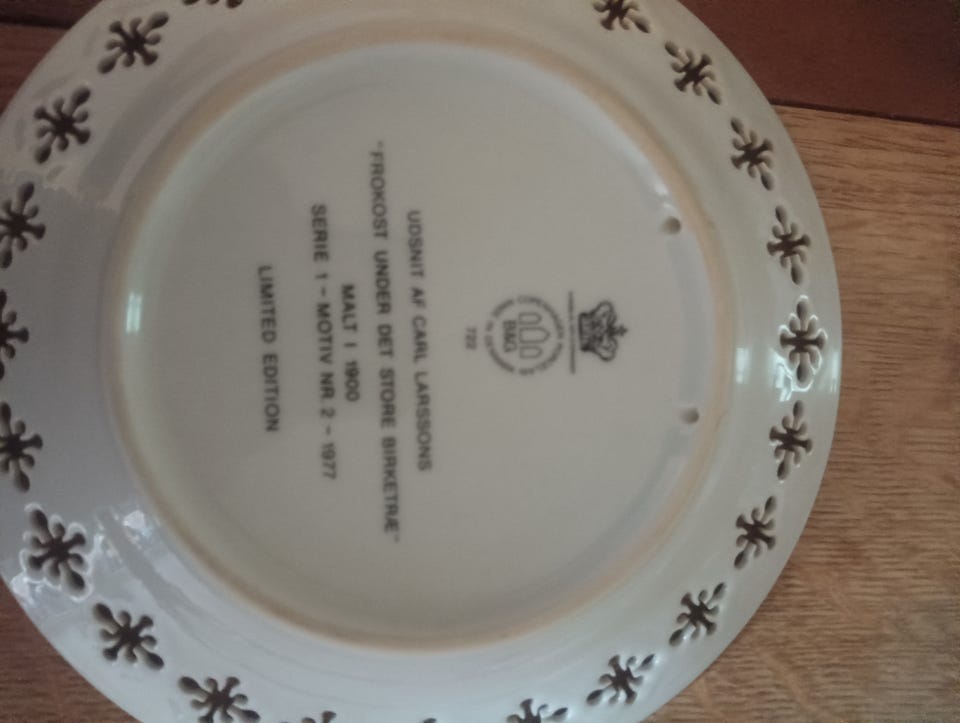 B&G
722
UDSNIT AF CARL LARSSONS
"FROKOST UNDER DET STORE BIRKETRÆ"
MALT I 1900
SERIE 1 - MOTIV NR. 2 - 1977
LIMITED EDITION